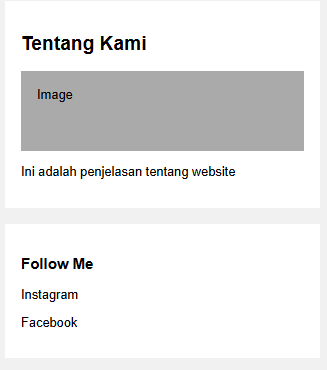 Tentang Kami
Image
Ini adalah penjelasan tentang website
Follow Me
Instagram
Facebook